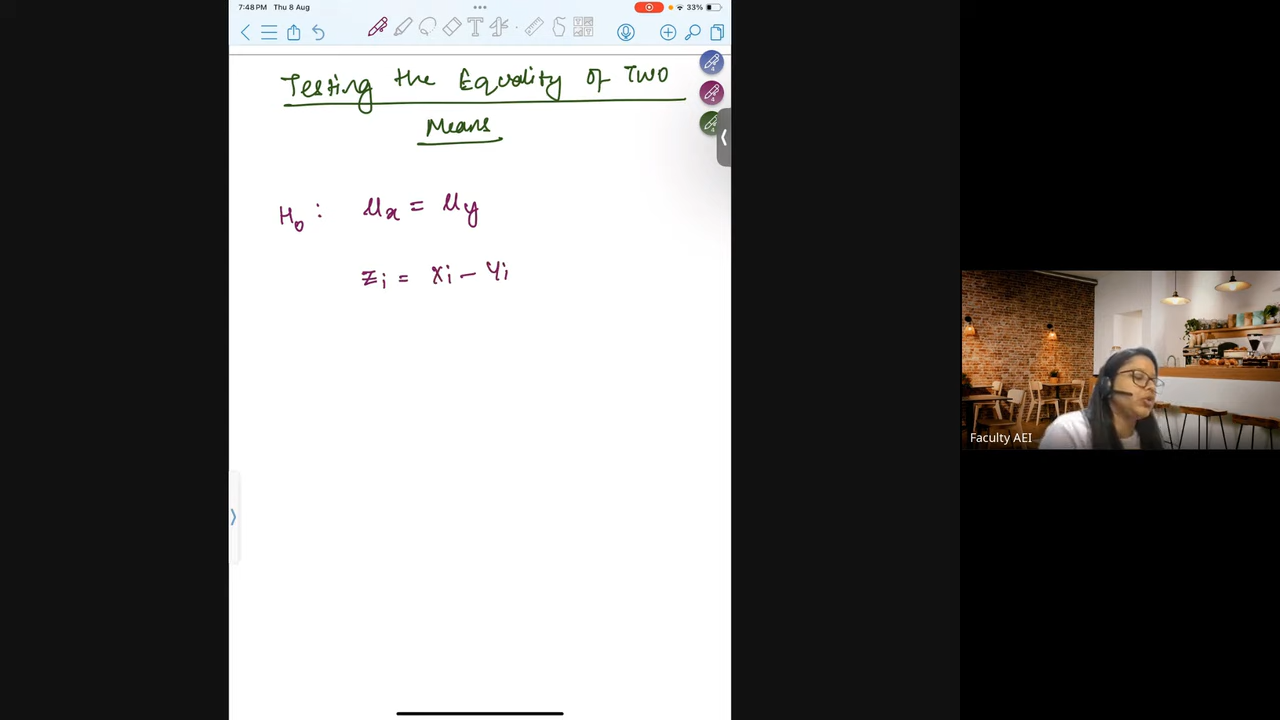 7:48 PM Thu 8 Aug
33%
Testing the Equality of Two
Means
H₀ : μₓ = μy
Zi = Xi − Yi
Faculty AEI